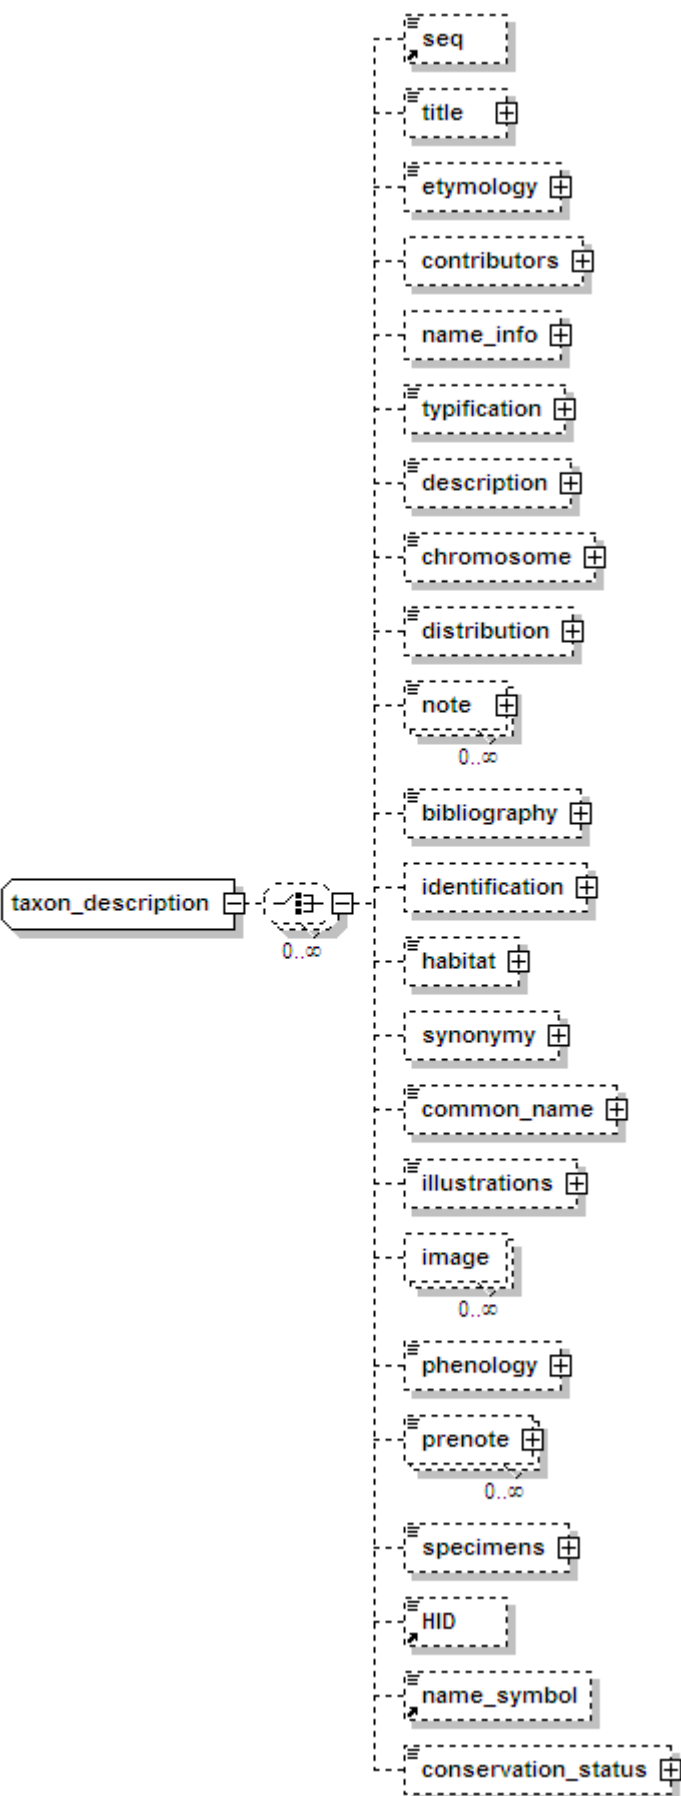 seq
title
etymology
contributors
name_info
typification
description
chromosome
distribution
note
0..∞
bibliography
taxon_description
0..∞
identification
habitat
synonymy
common_name
illustrations
image
0..∞
phenology
prenote
0..∞
specimens
HID
name_symbol
conservation_status